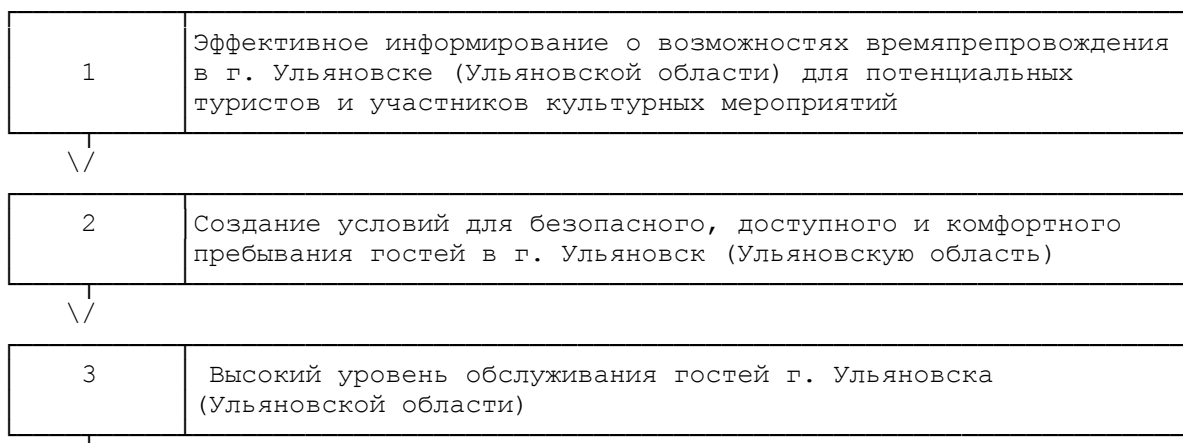 1
Эффективное информирование о возможностях времяпрепровождения
в г. Ульяновске (Ульяновской области) для потенциальных
туристов и участников культурных мероприятий
\/
2
Создание условий для безопасного, доступного и комфортного
пребывания гостей в г. Ульяновск (Ульяновскую область)
\/
3
Высокий уровень обслуживания гостей г. Ульяновска
(Ульяновской области)